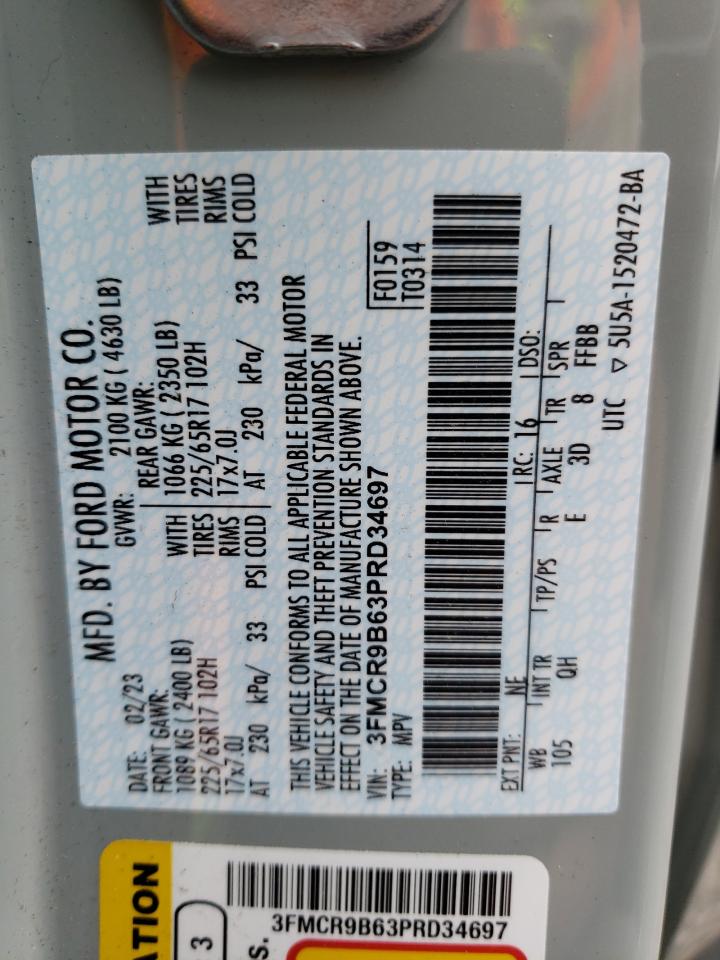 MFD. BY FORD MOTOR CO.
DATE: 02/23 GVWR: 2100 KG ( 4630 LB)
FRONT GAWR: REAR GAWR:
1089 KG ( 2400 LB) WITH 1066 KG ( 2350 LB) WITH
225/65R17 102H TIRES 225/65R17 102H TIRES
17x7.0J RIMS 17x7.0J RIMS
AT 230 kPa/ 33 PSI COLD AT 230 kPa/ 33 PSI COLD
THIS VEHICLE CONFORMS TO ALL APPLICABLE FEDERAL MOTOR
VEHICLE SAFETY AND THEFT PREVENTION STANDARDS IN
EFFECT ON THE DATE OF MANUFACTURE SHOWN ABOVE.
VIN: 3FMCR9B63PRD34697 F0159
TYPE: MPV T0314
EXT PNT: NE RC: 16 DSO:
WB INT TR TP/PS R AXLE TR SPR
105 QH E 3D 8 FFBB
UTC ▽ 5U5A-1520472-BA
ATION
3
S.
3FMCR9B63PRD34697